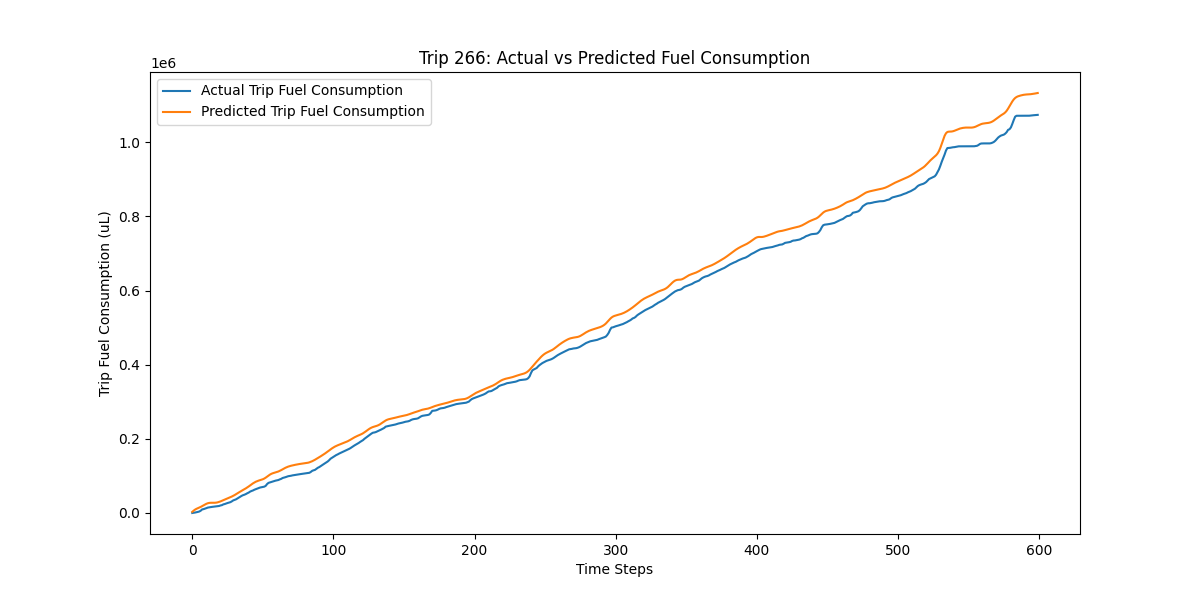 Trip 266: Actual vs Predicted Fuel Consumption
1e6
Actual Trip Fuel Consumption
Predicted Trip Fuel Consumption
Trip Fuel Consumption (uL)
1.0
0.8
0.6
0.4
0.2
0.0
0 100 200 300 400 500 600
Time Steps